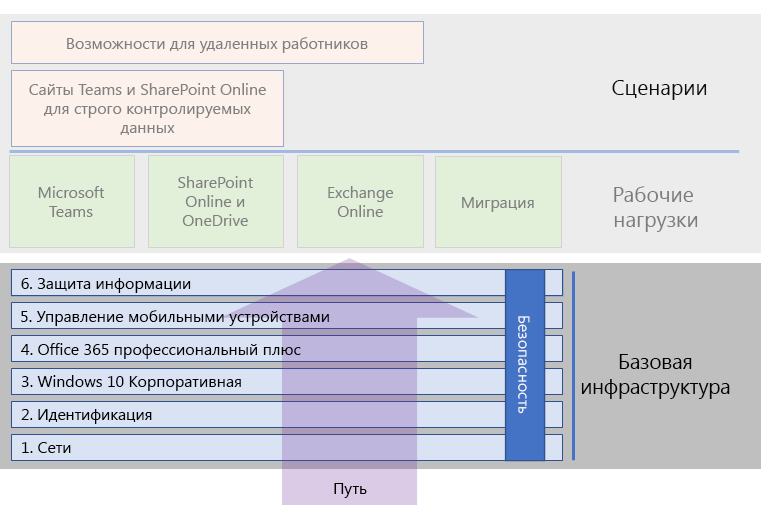 Возможности для удаленных работников
Сайты Teams и SharePoint Online
для строго контролируемых
данных
Сценарии
Microsoft
Teams
SharePoint
Online и
OneDrive
Exchange
Online
Миграция
Рабочие
нагрузки
6. Защита информации
5. Управление мобильными устройствами
4. Office 365 профессиональный плюс
3. Windows 10 Корпоративная
2. Идентификация
1. Сети
Безопасность
Базовая
инфраструктура
Путь